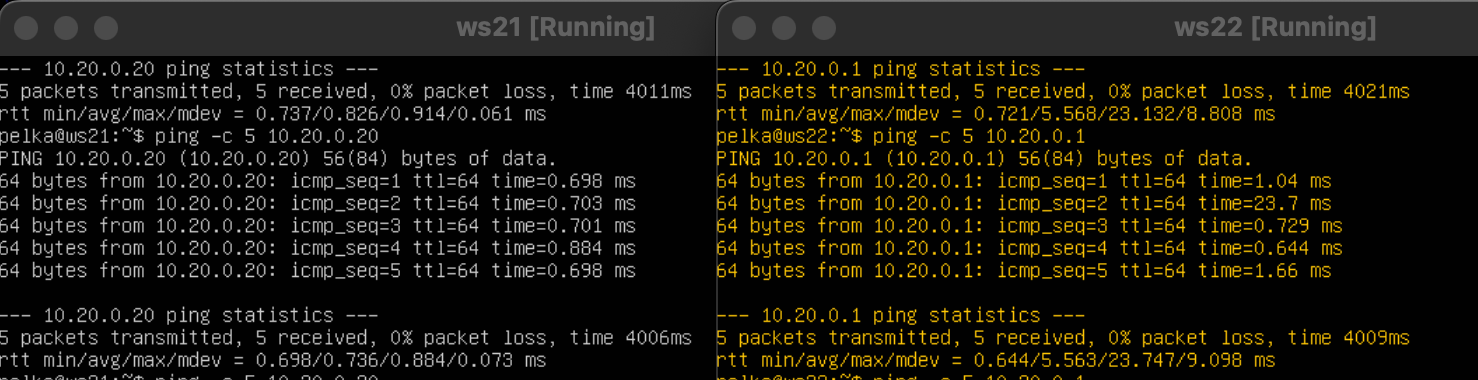 ws21 [Running]
--- 10.20.0.20 ping statistics ---
5 packets transmitted, 5 received, 0% packet loss, time 4011ms
rtt min/avg/max/mdev = 0.737/0.826/0.914/0.061 ms
pelka@ws21:~$ ping -c 5 10.20.0.20
PING 10.20.0.20 (10.20.0.20) 56(84) bytes of data.
64 bytes from 10.20.0.20: icmp_seq=1 ttl=64 time=0.698 ms
64 bytes from 10.20.0.20: icmp_seq=2 ttl=64 time=0.703 ms
64 bytes from 10.20.0.20: icmp_seq=3 ttl=64 time=0.701 ms
64 bytes from 10.20.0.20: icmp_seq=4 ttl=64 time=0.884 ms
64 bytes from 10.20.0.20: icmp_seq=5 ttl=64 time=0.698 ms
--- 10.20.0.20 ping statistics ---
5 packets transmitted, 5 received, 0% packet loss, time 4006ms
rtt min/avg/max/mdev = 0.698/0.736/0.884/0.073 ms
pelka@ws21:~$ ping -c 5 10.20.0.20
ws22 [Running]
--- 10.20.0.1 ping statistics ---
5 packets transmitted, 5 received, 0% packet loss, time 4021ms
rtt min/avg/max/mdev = 0.721/5.568/23.132/8.808 ms
pelka@ws22:~$ ping -c 5 10.20.0.1
PING 10.20.0.1 (10.20.0.1) 56(84) bytes of data.
64 bytes from 10.20.0.1: icmp_seq=1 ttl=64 time=1.04 ms
64 bytes from 10.20.0.1: icmp_seq=2 ttl=64 time=23.7 ms
64 bytes from 10.20.0.1: icmp_seq=3 ttl=64 time=0.729 ms
64 bytes from 10.20.0.1: icmp_seq=4 ttl=64 time=0.644 ms
64 bytes from 10.20.0.1: icmp_seq=5 ttl=64 time=1.66 ms
--- 10.20.0.1 ping statistics ---
5 packets transmitted, 5 received, 0% packet loss, time 4009ms
rtt min/avg/max/mdev = 0.644/5.563/23.747/9.098 ms
pelka@ws22:~$ ping -c 5 10.20.0.1